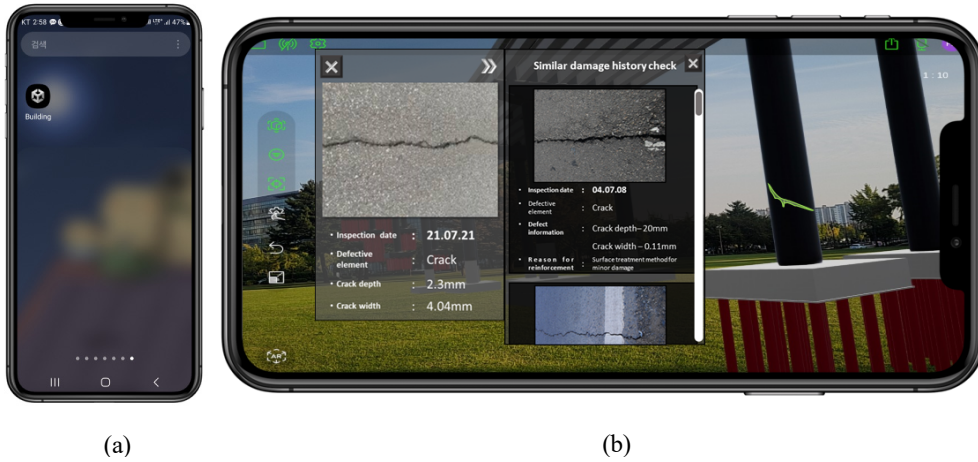 KT 2:58
47%
검색
Building
Similar damage history check
1 : 10
• Inspection date : 21.07.21
• Defective element : Crack
• Crack depth : 2.3mm
• Crack width : 4.04mm
• Inspection date : 04.07.08
• Defective element : Crack
• Defect information : Crack depth–20mm
Crack width – 0.11mm
• Reason for reinforcement : Surface treatment method for minor damage
AR
(a)
(b)